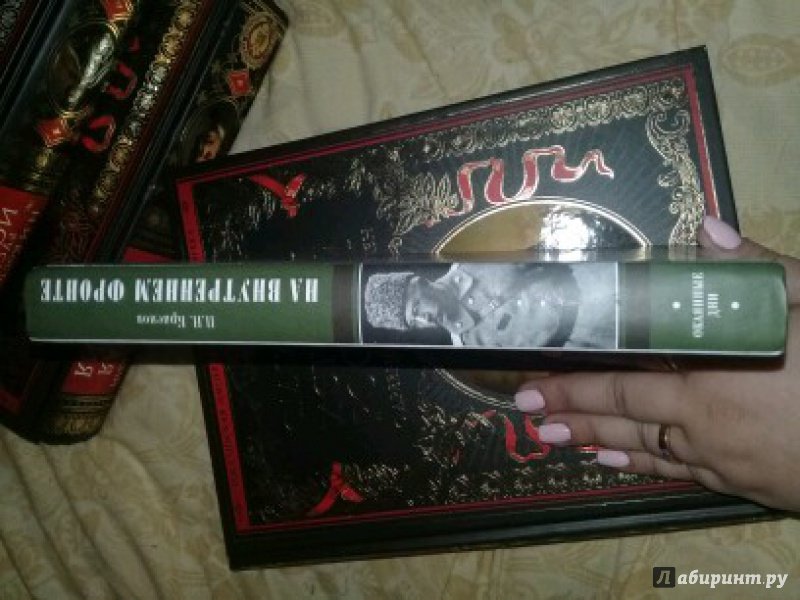 П.Н. Краснов
НА ВНУТРЕННЕМ ФРОНТЕ
ОКАЯННЫЕ
ДНИ
Лабиринт.ру